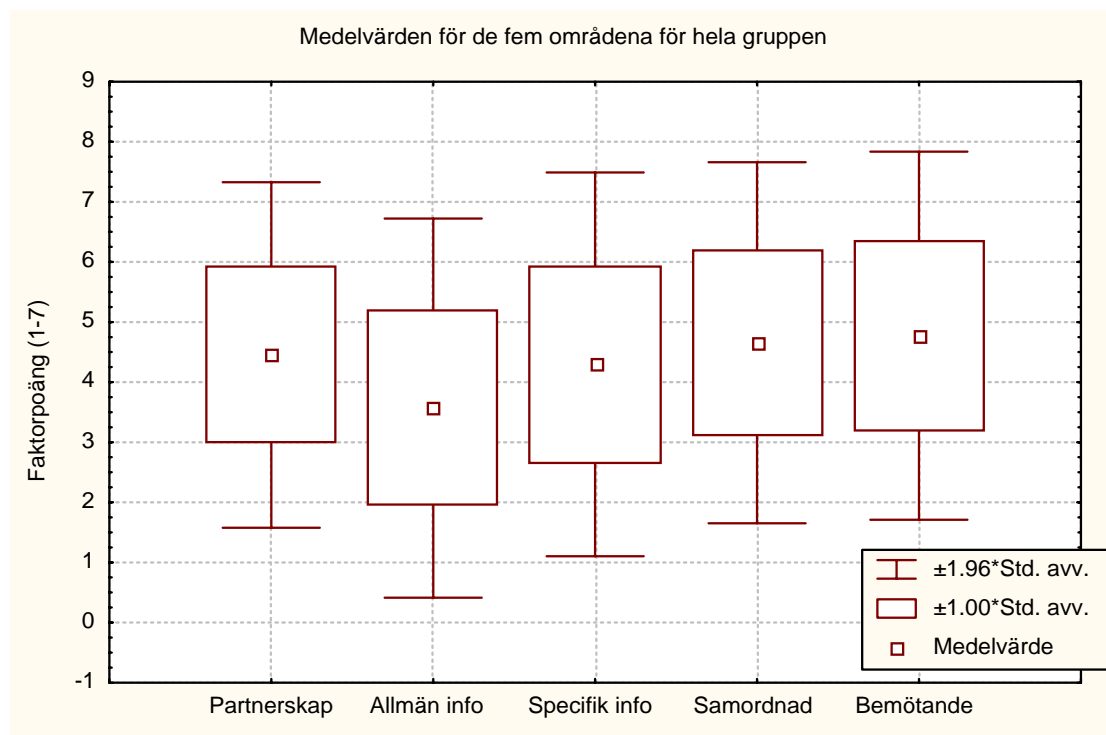 Medelvärden för de fem områdena för hela gruppen
Faktorpoäng (1-7)
9
8
7
6
5
4
3
2
1
0
-1
Partnerskap Allmän info Specifik info Samordnad Bemötande
±1.96*Std. avv.
±1.00*Std. avv.
Medelvärde